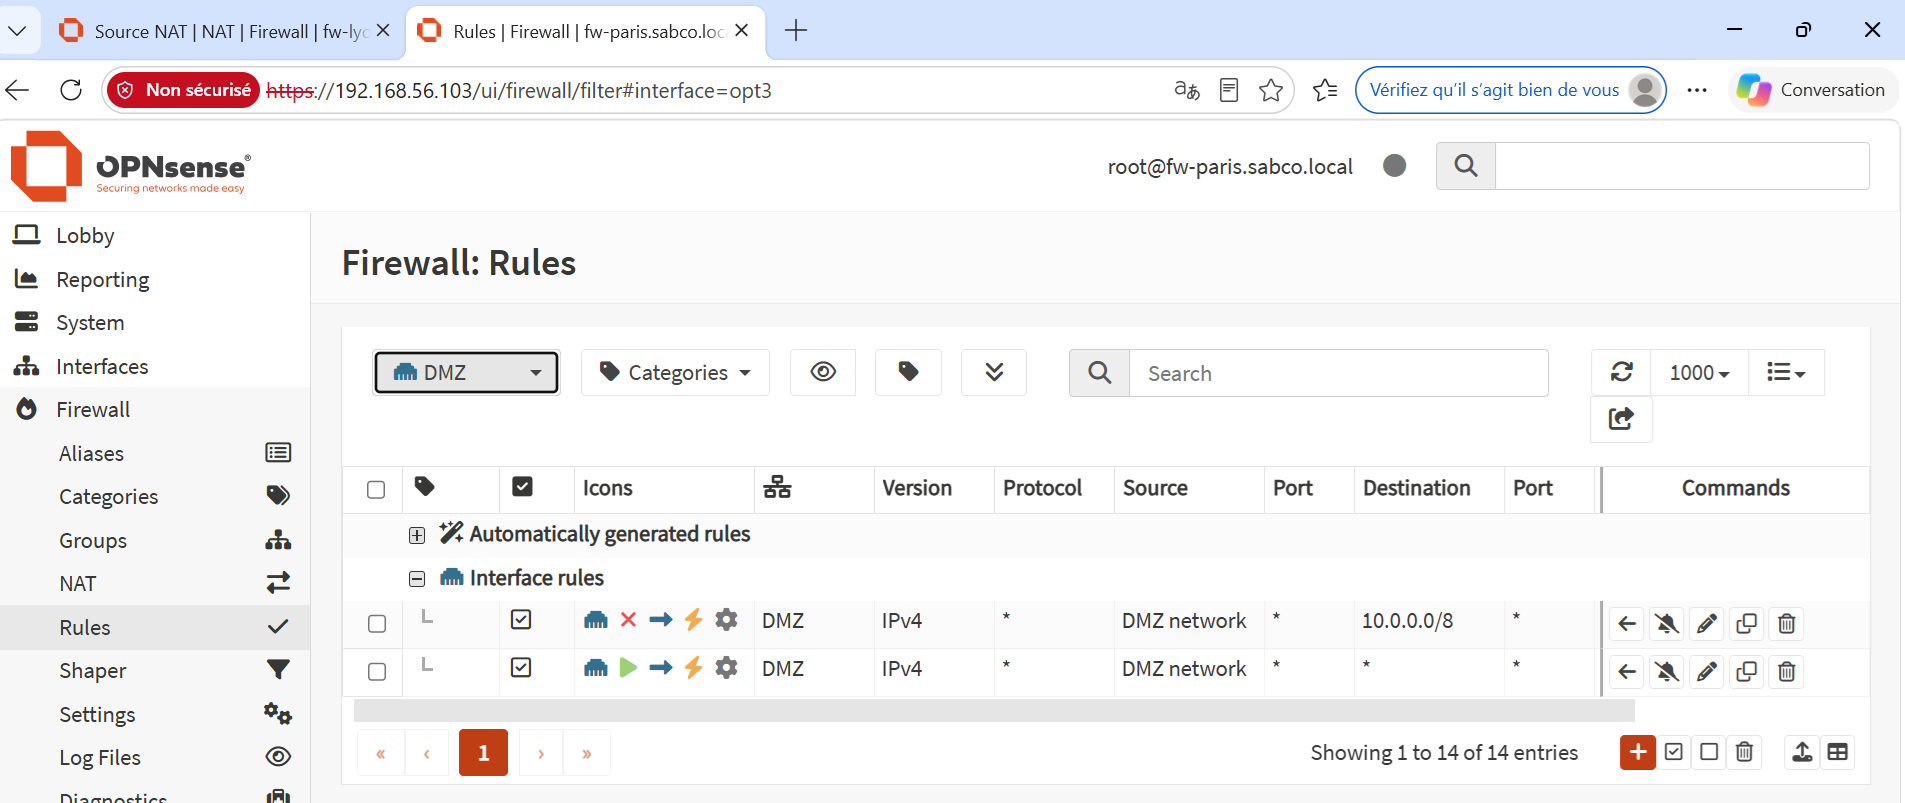 Source NAT | NAT | Firewall | fw-lyo
Rules | Firewall | fw-paris.sabco.loc
Non sécurisé https://192.168.56.103/ui/firewall/filter#interface=opt3
Vérifiez qu'il s'agit bien de vous
Conversation
OPNsense®
Securing networks made easy
root@fw-paris.sabco.local
Lobby
Reporting
System
Interfaces
Firewall
Aliases
Categories
Groups
NAT
Rules
Shaper
Settings
Log Files
Diagnostics
Firewall: Rules
DMZ Categories Search 1000
Icons Version Protocol Source Port Destination Port Commands
Automatically generated rules
Interface rules
DMZ IPv4 * DMZ network * 10.0.0.0/8 *
DMZ IPv4 * DMZ network * * *
« ‹ 1 › » Showing 1 to 14 of 14 entries